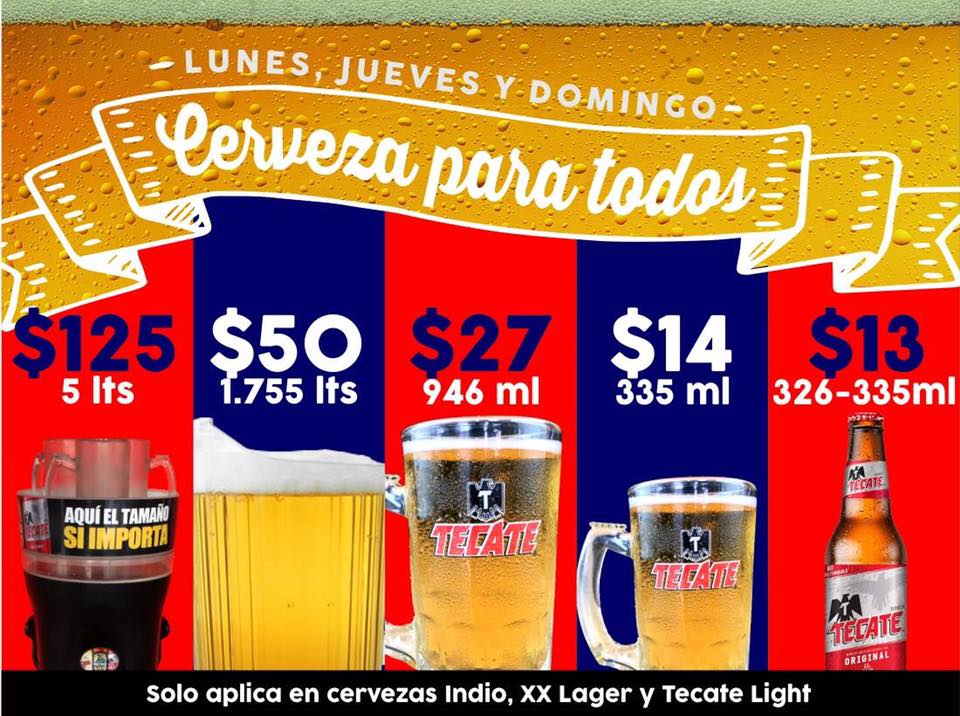 LUNES, JUEVES Y DOMINGO
Cerveza para todos
$125
5 lts
$50
1.755 lts
$27
946 ml
$14
335 ml
$13
326-335ml
AQUÍ EL TAMAÑO
SI IMPORTA
TECATE
T
TECATE
T
TECATE
TECATE
T
TECATE
ORIGINAL
Solo aplica en cervezas Indio, XX Lager y Tecate Light